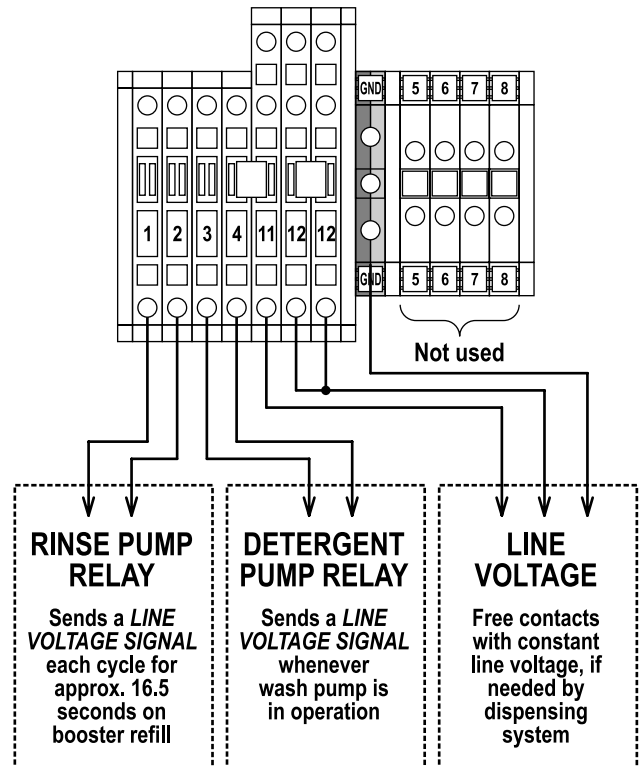 GND 5 6 7 8
1 2 3 4 11 12 12
GND 5 6 7 8
Not used
RINSE PUMP
RELAY
Sends a LINE
VOLTAGE SIGNAL
each cycle for
approx. 16.5
seconds on
booster refill
DETERGENT
PUMP RELAY
Sends a LINE
VOLTAGE SIGNAL
whenever
wash pump is
in operation
LINE
VOLTAGE
Free contacts
with constant
line voltage, if
needed by
dispensing
system